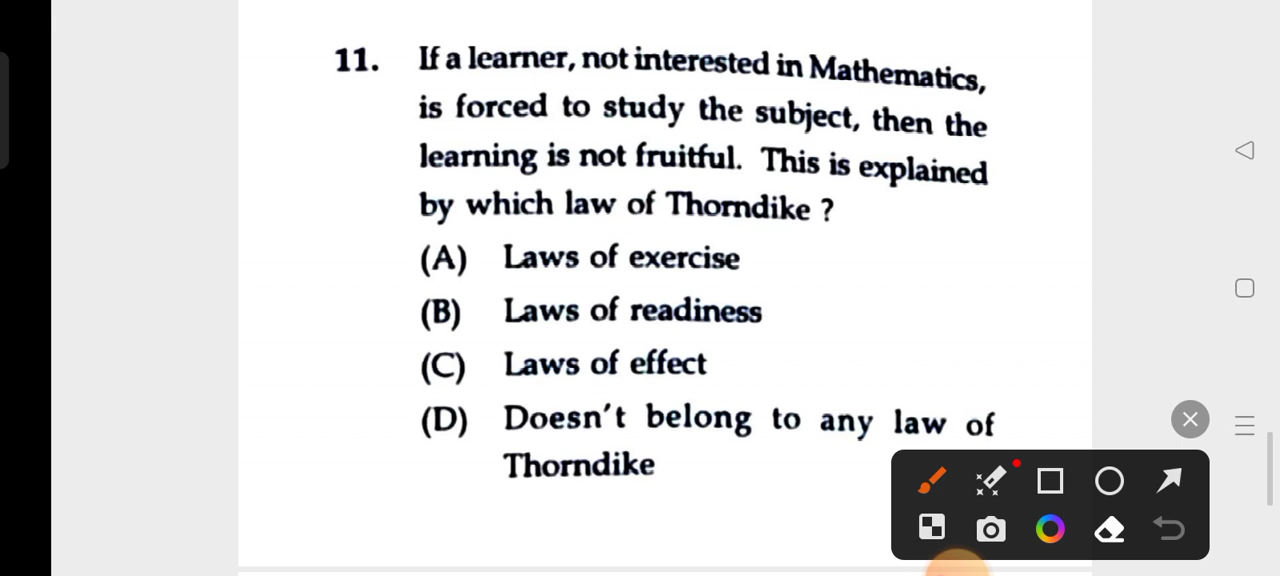 11. If a learner, not interested in Mathematics,
is forced to study the subject, then the
learning is not fruitful. This is explained
by which law of Thorndike ?
(A) Laws of exercise
(B) Laws of readiness
(C) Laws of effect
(D) Doesn't belong to any law of
Thorndike